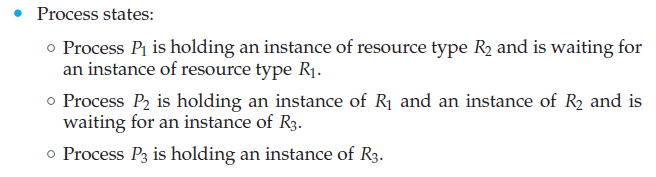 • Process states:
◦ Process P₁ is holding an instance of resource type R₂ and is waiting for
an instance of resource type R₁.
◦ Process P₂ is holding an instance of R₁ and an instance of R₂ and is
waiting for an instance of R₃.
◦ Process P₃ is holding an instance of R₃.